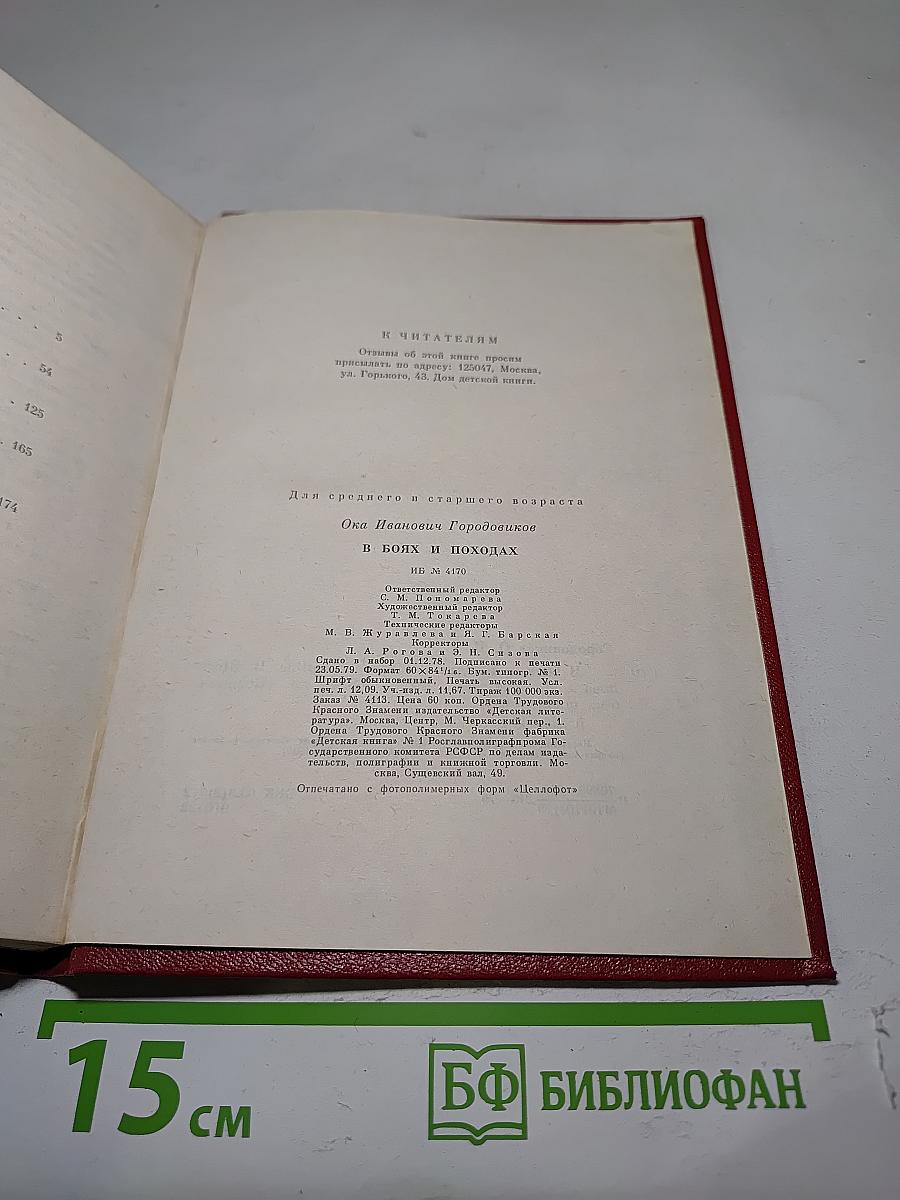 5
54
125
165
174
К ЧИТАТЕЛЯМ
Отзывы об этой книге просим
присылать по адресу: 125047, Москва,
ул. Горького, 43. Дом детской книги.
Для среднего и старшего возраста
Ока Иванович Городовиков
В БОЯХ И ПОХОДАХ
ИБ № 4170
Ответственный редактор
С. М. Пономарева
Художественный редактор
Т. М. Токарева
Технические редакторы
М. В. Журавлева и Я. Г. Барская
Корректоры
Л. А. Рогова и Э. Н. Сизова
Сдано в набор 01.12.78. Подписано к печати
23.05.79. Формат 60×84 1/16. Бум. типогр. № 1.
Шрифт обыкновенный, Печать высокая. Усл.
печ. л. 12,09. Уч.-изд. л. 11,67. Тираж 100 000 экз.
Заказ № 4113. Цена 60 коп. Ордена Трудового
Красного Знамени издательство «Детская лите-
ратура». Москва, Центр, М. Черкасский пер., 1.
Ордена Трудового Красного Знамени фабрика
«Детская книга» № 1 Росглавполиграфпрома Го-
сударственного комитета РСФСР по делам изда-
тельств, полиграфии и книжной торговли. Мо-
сква, Сущевский вал, 49.
Отпечатано с фотополимерных форм «Целлофот»
15 см
БФ БИБЛИОФАН